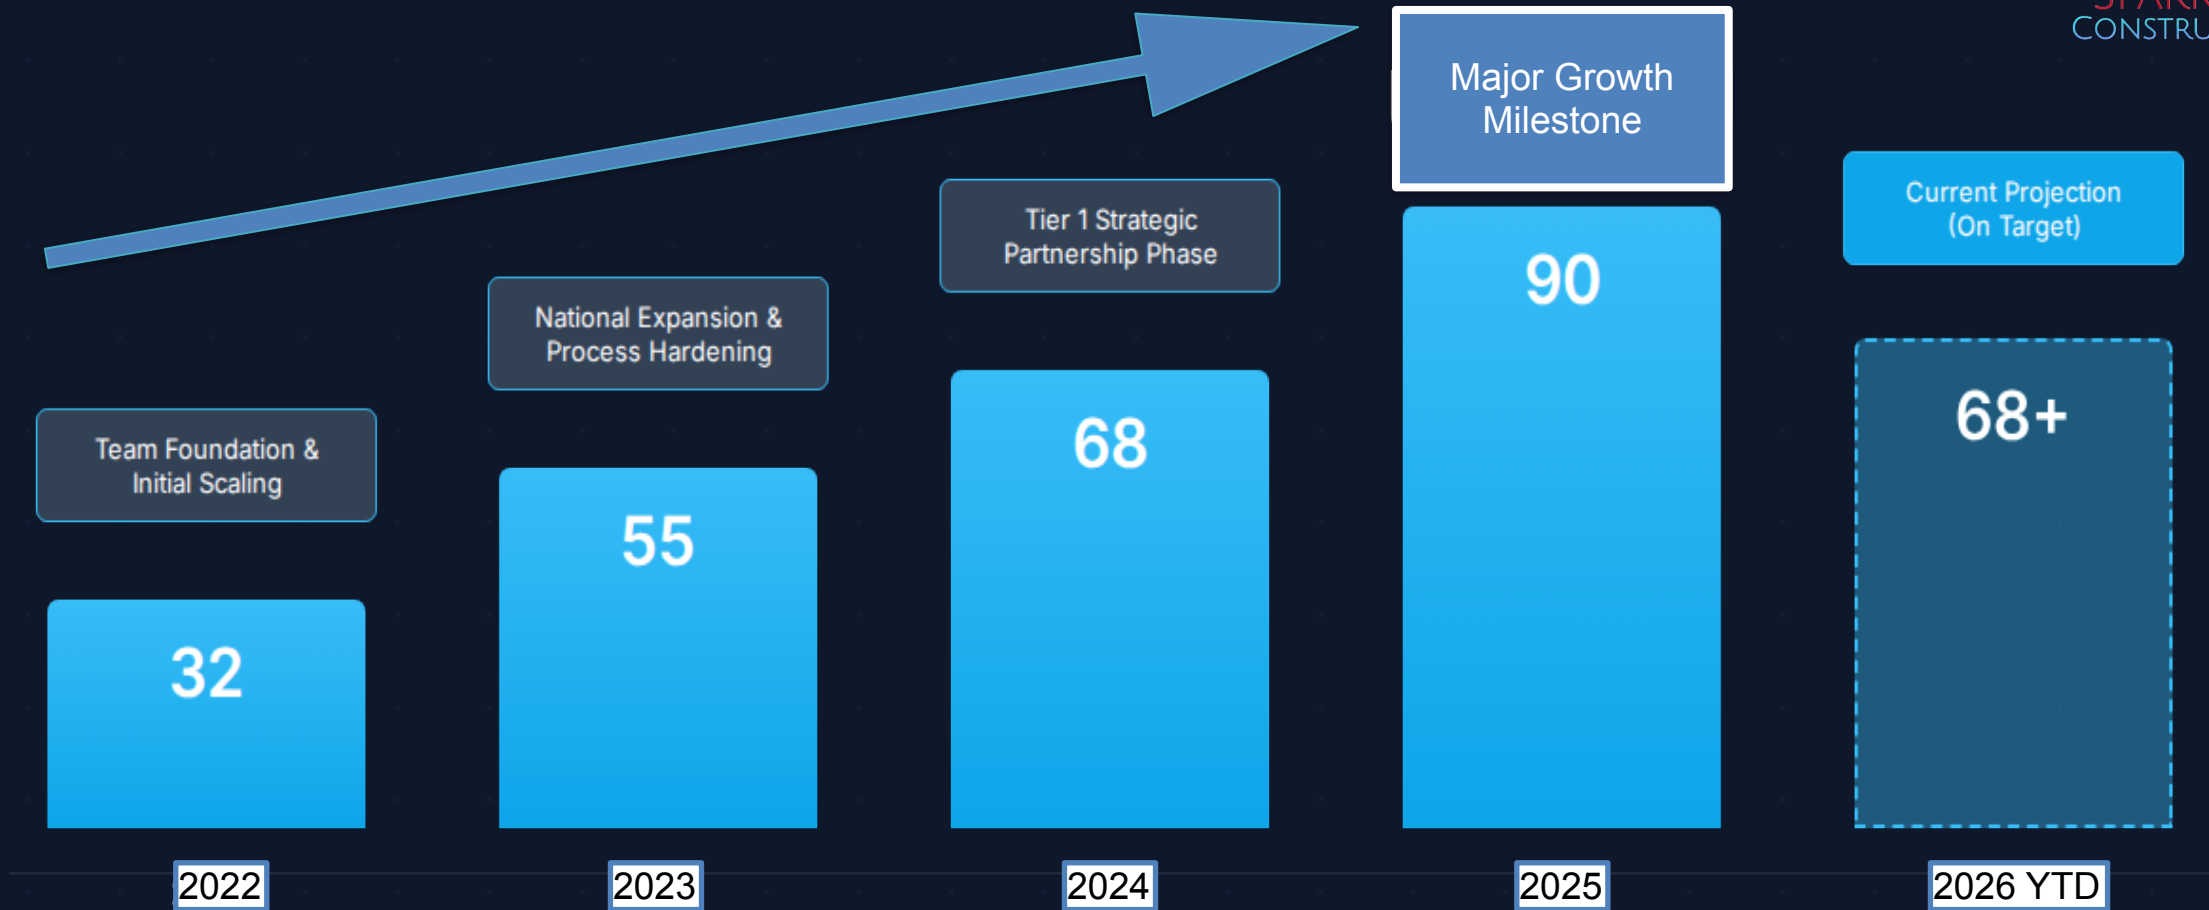 CONSTRU
Major Growth
Milestone
Current Projection
(On Target)
Tier 1 Strategic
Partnership Phase
National Expansion &
Process Hardening
Team Foundation &
Initial Scaling
90
68+
68
55
32
2022
2023
2024
2025
2026 YTD